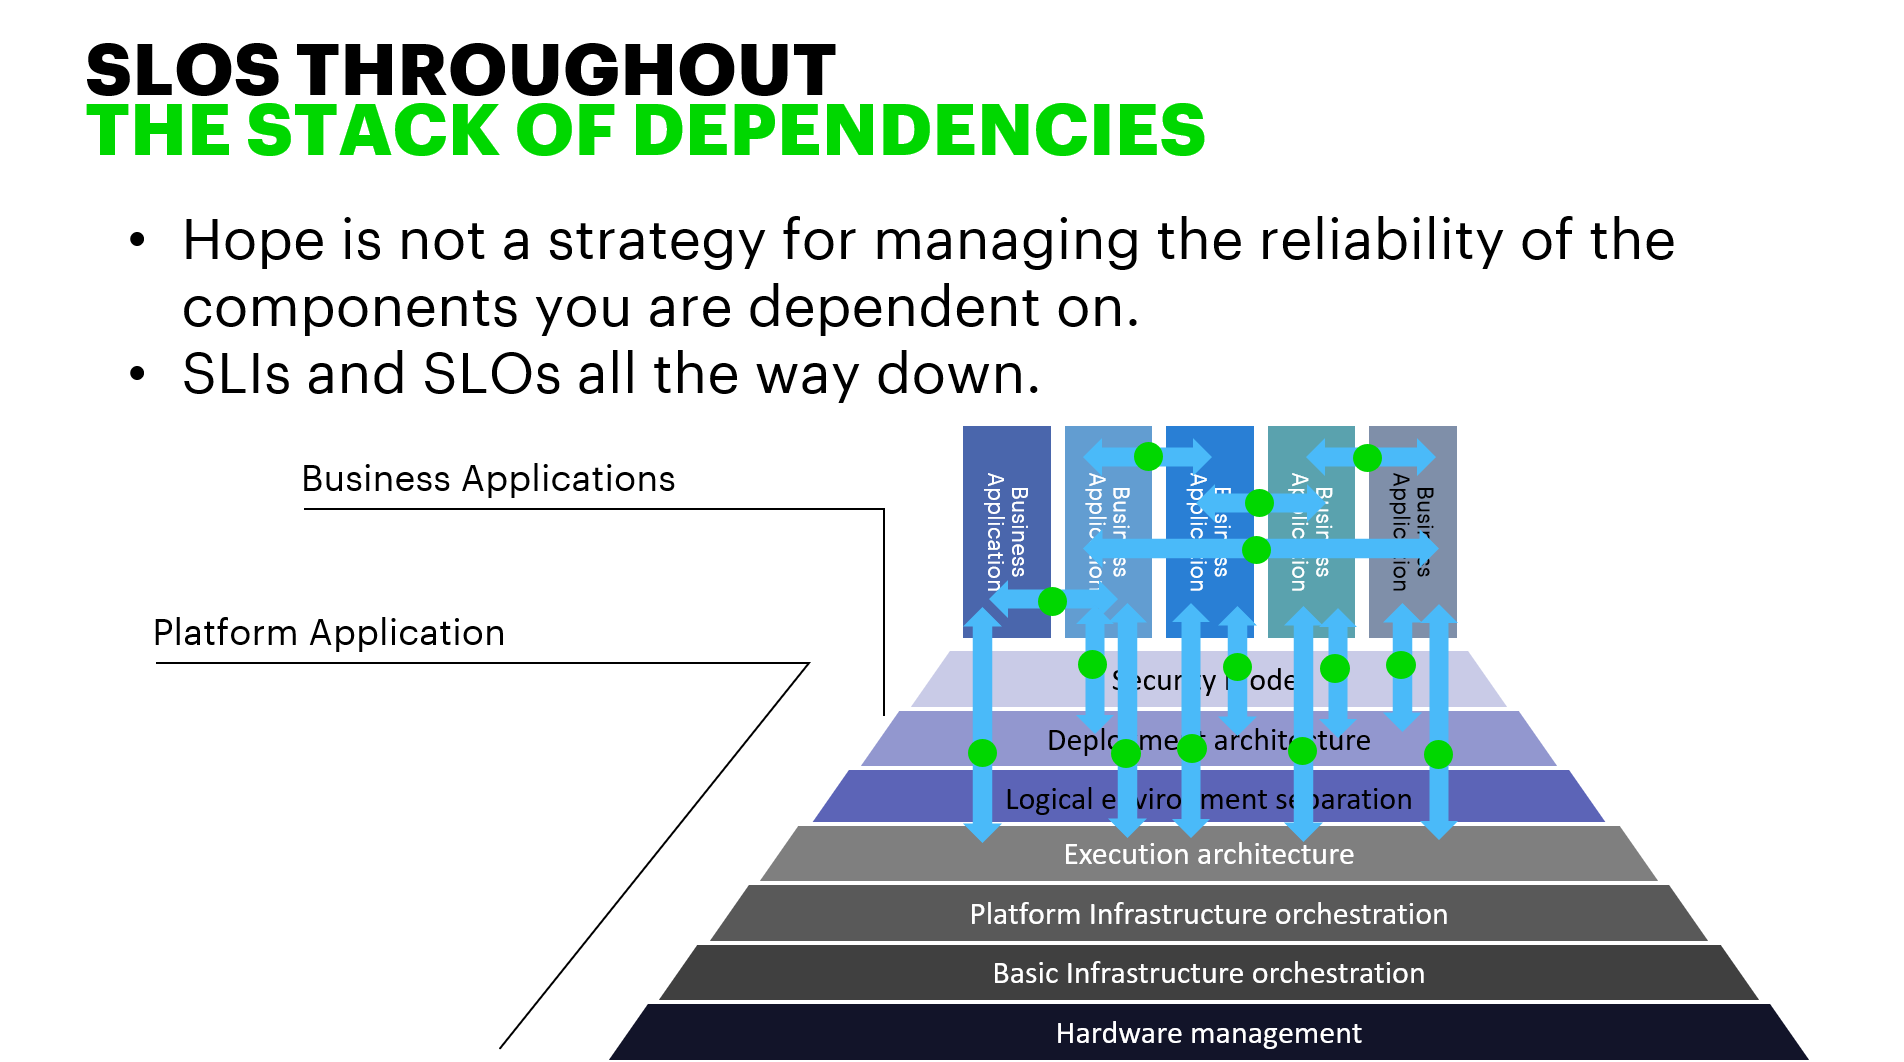 SLOS THROUGHOUT
THE STACK OF DEPENDENCIES
• Hope is not a strategy for managing the reliability of the
components you are dependent on.
• SLIs and SLOs all the way down.
Business Applications
Platform Application
Business
Application
Business
Application
Business
Application
Business
Application
Business
Application
Security model
Deployment architecture
Logical environment separation
Execution architecture
Platform Infrastructure orchestration
Basic Infrastructure orchestration
Hardware management